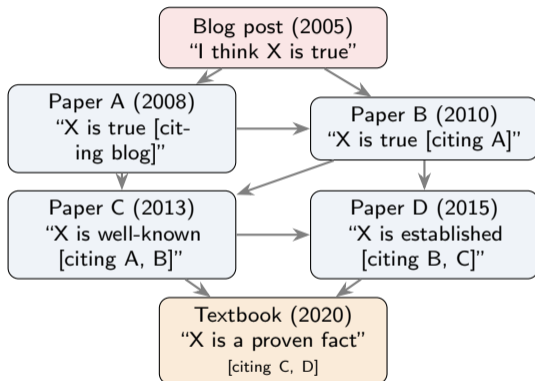 Blog post (2005)
“I think X is true”
Paper A (2008)
“X is true [cit-
ing blog]”
Paper B (2010)
“X is true [citing A]”
Paper C (2013)
“X is well-known
[citing A, B]”
Paper D (2015)
“X is established
[citing B, C]”
Textbook (2020)
“X is a proven fact”
[citing C, D]